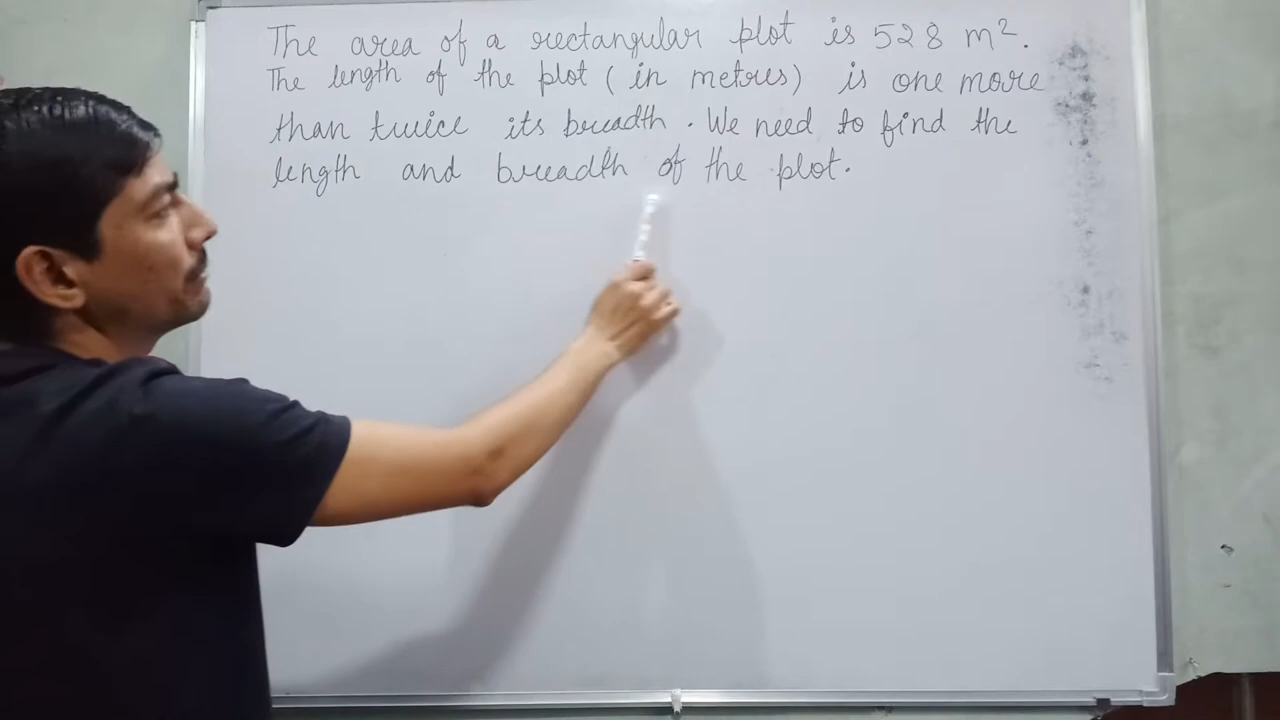 The area of a rectangular plot is 528 m².
The length of the plot (in metres) is one more
than twice its breadth. We need to find the
length and breadth of the plot.